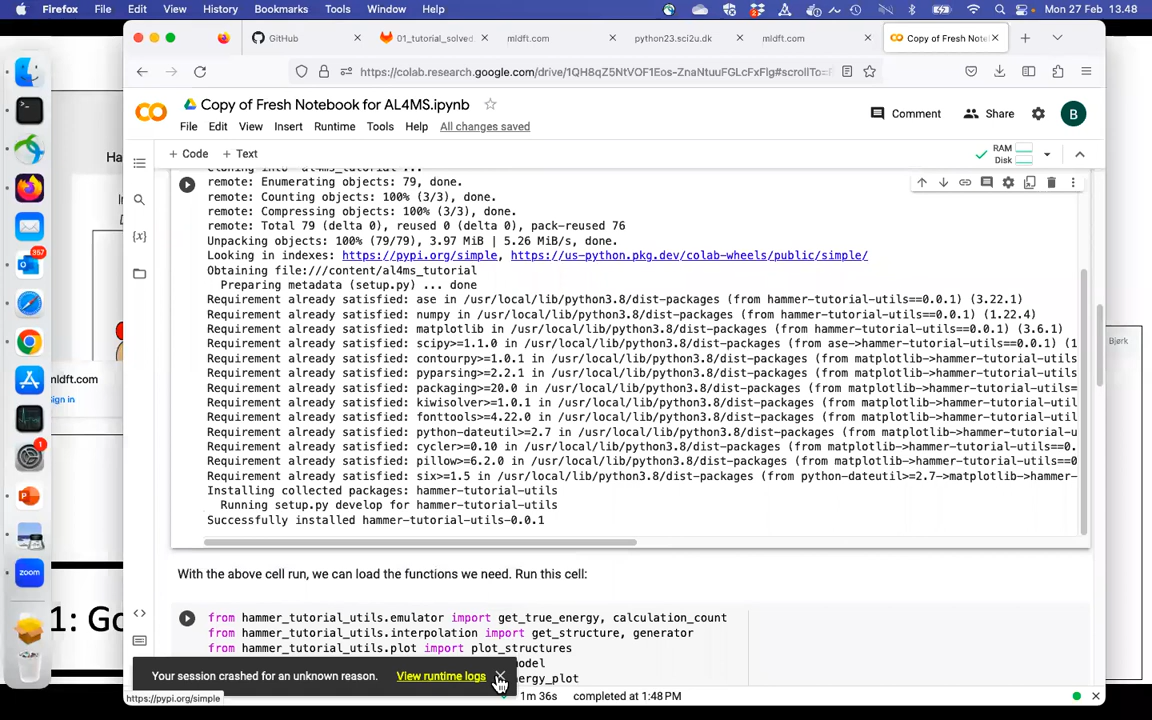 Firefox File Edit View History Bookmarks Tools Window Help Mon 27 Feb 13.48
GitHub 01_tutorial_solved mldft.com python23.sci2u.dk mldft.com Copy of Fresh Note
https://colab.research.google.com/drive/1QH8qZ5NtVOF1Eos-ZnaNtuuFGLcFxFlg#scrollTo=
Copy of Fresh Notebook for AL4MS.ipynb
Comment Share B
File Edit View Insert Runtime Tools Help All changes saved
+ Code + Text
RAM
Disk
remote: Enumerating objects: 79, done.
remote: Counting objects: 100% (3/3), done.
remote: Compressing objects: 100% (3/3), done.
remote: Total 79 (delta 0), reused 0 (delta 0), pack-reused 76
Unpacking objects: 100% (79/79), 3.97 MiB | 5.26 MiB/s, done.
Looking in indexes: https://pypi.org/simple, https://us-python.pkg.dev/colab-wheels/public/simple/
Obtaining file:///content/al4ms_tutorial
Preparing metadata (setup.py) ... done
Requirement already satisfied: ase in /usr/local/lib/python3.8/dist-packages (from hammer-tutorial-utils==0.0.1) (3.22.1)
Requirement already satisfied: numpy in /usr/local/lib/python3.8/dist-packages (from hammer-tutorial-utils==0.0.1) (1.22.4)
Requirement already satisfied: matplotlib in /usr/local/lib/python3.8/dist-packages (from hammer-tutorial-utils==0.0.1) (3.6.1)
Requirement already satisfied: scipy>=1.1.0 in /usr/local/lib/python3.8/dist-packages (from ase->hammer-tutorial-utils==0.0.1) (1
Requirement already satisfied: contourpy>=1.0.1 in /usr/local/lib/python3.8/dist-packages (from matplotlib->hammer-tutorial-utils
Requirement already satisfied: pyparsing>=2.2.1 in /usr/local/lib/python3.8/dist-packages (from matplotlib->hammer-tutorial-utils
Requirement already satisfied: packaging>=20.0 in /usr/local/lib/python3.8/dist-packages (from matplotlib->hammer-tutorial-utils=
Requirement already satisfied: kiwisolver>=1.0.1 in /usr/local/lib/python3.8/dist-packages (from matplotlib->hammer-tutorial-util
Requirement already satisfied: fonttools>=4.22.0 in /usr/local/lib/python3.8/dist-packages (from matplotlib->hammer-tutorial-util
Requirement already satisfied: python-dateutil>=2.7 in /usr/local/lib/python3.8/dist-packages (from matplotlib->hammer-tutorial-u
Requirement already satisfied: cycler>=0.10 in /usr/local/lib/python3.8/dist-packages (from matplotlib->hammer-tutorial-utils==0.
Requirement already satisfied: pillow>=6.2.0 in /usr/local/lib/python3.8/dist-packages (from matplotlib->hammer-tutorial-utils==0
Requirement already satisfied: six>=1.5 in /usr/local/lib/python3.8/dist-packages (from python-dateutil>=2.7->matplotlib->hammer-
Installing collected packages: hammer-tutorial-utils
Running setup.py develop for hammer-tutorial-utils
Successfully installed hammer-tutorial-utils-0.0.1
With the above cell run, we can load the functions we need. Run this cell:
from hammer_tutorial_utils.emulator import get_true_energy, calculation_count
from hammer_tutorial_utils.interpolation import get_structure, generator
from hammer_tutorial_utils.plot import plot_structures
odel
ergy_plot
Your session crashed for an unknown reason. View runtime logs
https://pypi.org/simple
1m 36s completed at 1:48 PM
Ha
mldft.com
ign in
1: Go
Bjørk
357
1
zoom